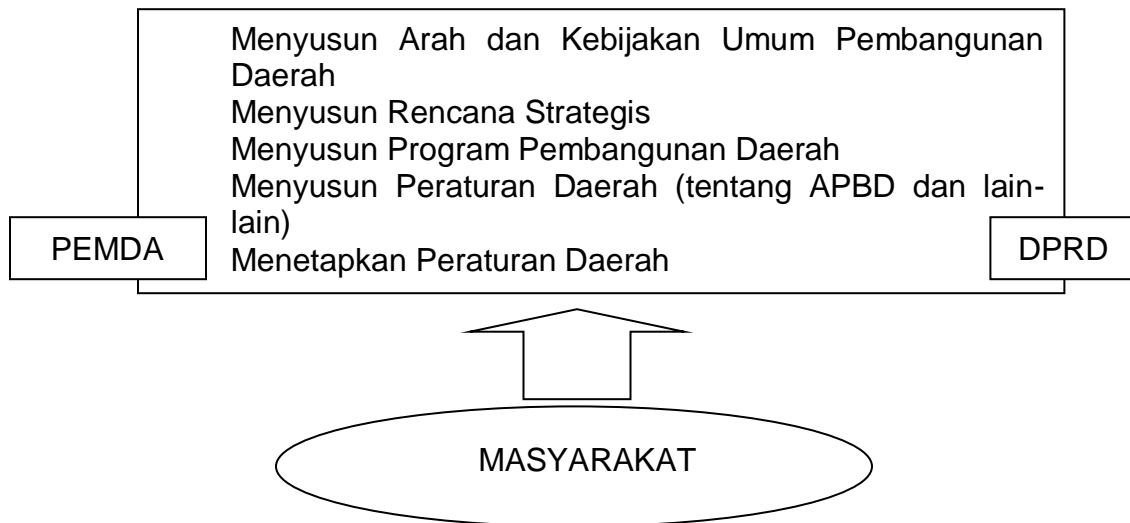 Menyusun Arah dan Kebijakan Umum Pembangunan
Daerah
Menyusun Rencana Strategis
Menyusun Program Pembangunan Daerah
Menyusun Peraturan Daerah (tentang APBD dan lain-
lain)
Menetapkan Peraturan Daerah
PEMDA
DPRD
MASYARAKAT